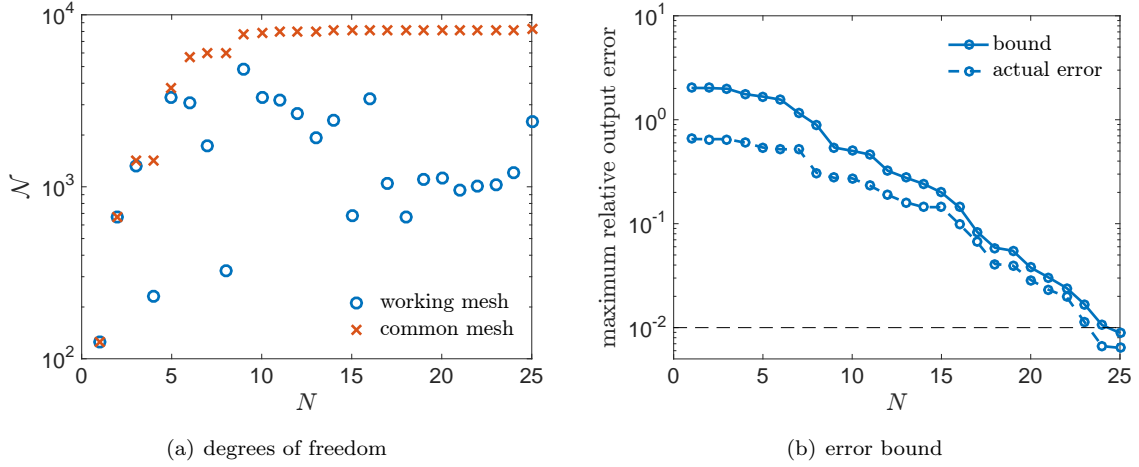 10^4
10^3
10^2
𝒩
0 5 10 15 20 25
N
working mesh
common mesh
(a) degrees of freedom
10^1
10^0
10^-1
10^-2
maximum relative output error
0 5 10 15 20 25
N
bound
actual error
(b) error bound